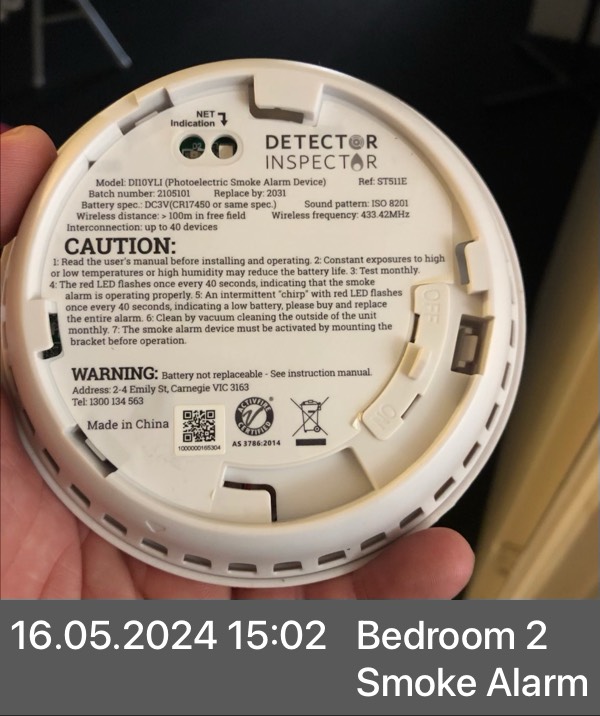 NET
Indication
DETECTOR
INSPECTOR
Model: DI10YLI (Photoelectric Smoke Alarm Device) Ref: ST511E
Batch number: 2105101 Replace by: 2031
Battery spec.: DC3V(CR17450 or same spec.) Sound pattern: ISO 8201
Wireless distance: > 100m in free field Wireless frequency: 433.42MHz
Interconnection: up to 40 devices
CAUTION:
1: Read the user's manual before installing and operating. 2: Constant exposures to high
or low temperatures or high humidity may reduce the battery life. 3: Test monthly.
4: The red LED flashes once every 40 seconds, indicating that the smoke
alarm is operating properly. 5: An intermittent "chirp" with red LED flashes
once every 40 seconds, indicating a low battery, please buy and replace
the entire alarm. 6: Clean by vacuum cleaning the outside of the unit
monthly. 7: The smoke alarm device must be activated by mounting the
bracket before operation.
OFF
ON
WARNING: Battery not replaceable - See instruction manual.
Address: 2-4 Emily St, Carnegie VIC 3163
Tel: 1300 134 563
Made in China
1000000165304
ACTIVFIRE
CERTIFIED
AS 3786:2014
16.05.2024 15:02 Bedroom 2
Smoke Alarm